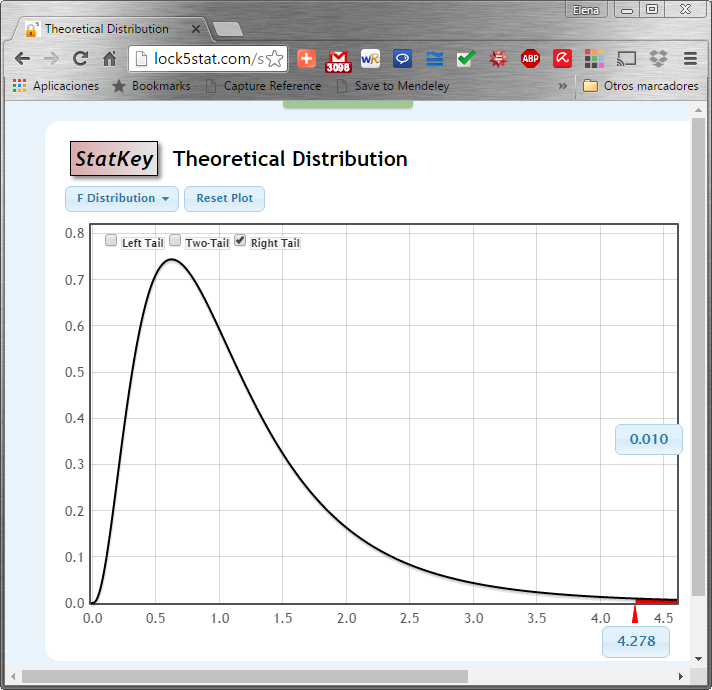 Elena
Theoretical Distribution
lock5stat.com/s
3098
ABP
Aplicaciones
Bookmarks
Capture Reference
Save to Mendeley
»
Otros marcadores
StatKey
Theoretical Distribution
F Distribution
Reset Plot
Left Tail
Two-Tail
Right Tail
0.8
0.7
0.6
0.5
0.4
0.3
0.2
0.1
0.0
0.010
0.0 0.5 1.0 1.5 2.0 2.5 3.0 3.5 4.0 4.5
4.278